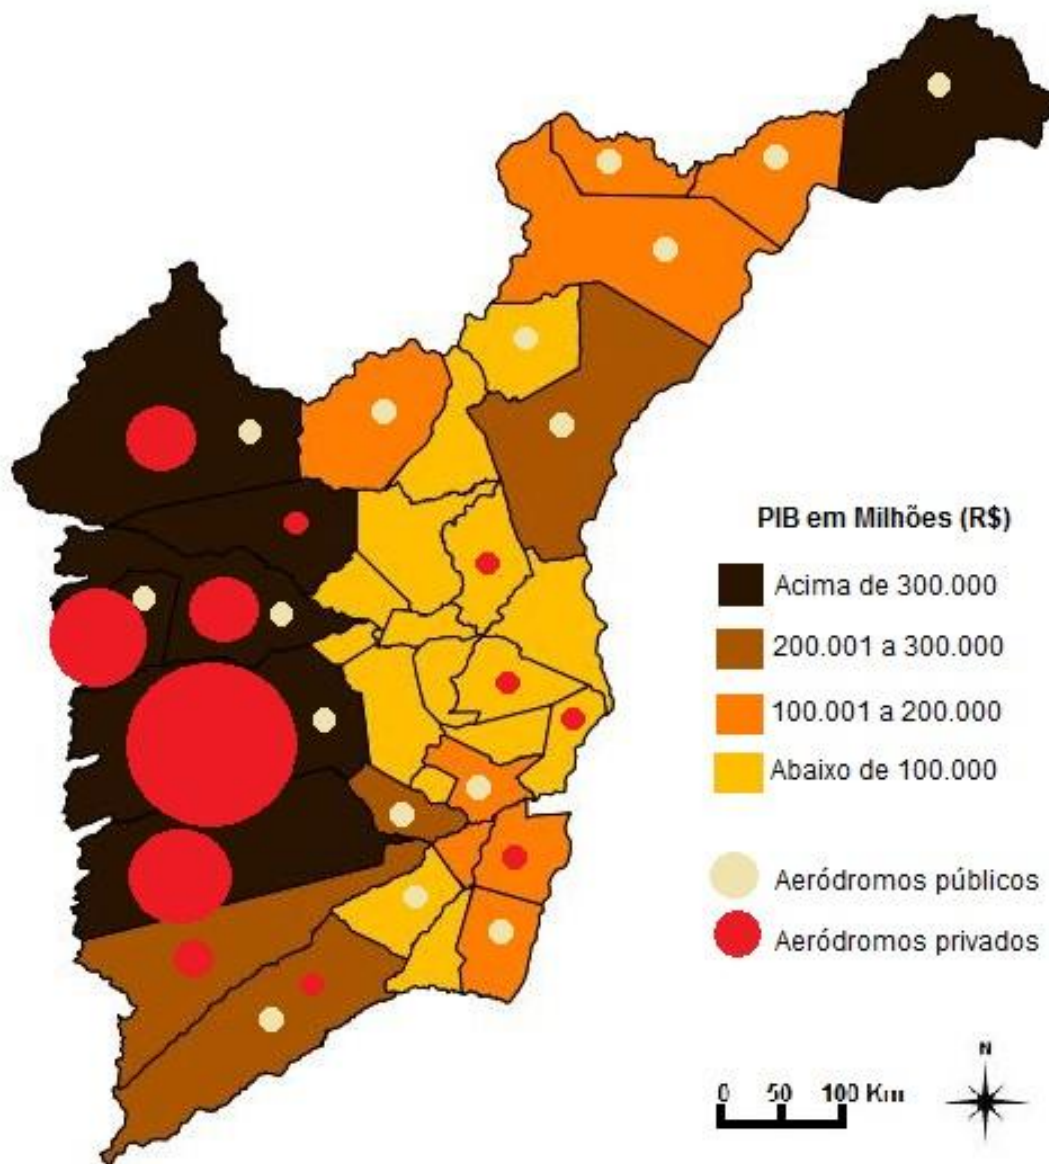 PIB em Milhões (R$)
Acima de 300.000
200.001 a 300.000
100.001 a 200.000
Abaixo de 100.000
Aeródromos públicos
Aeródromos privados
N
0 50 100 Km